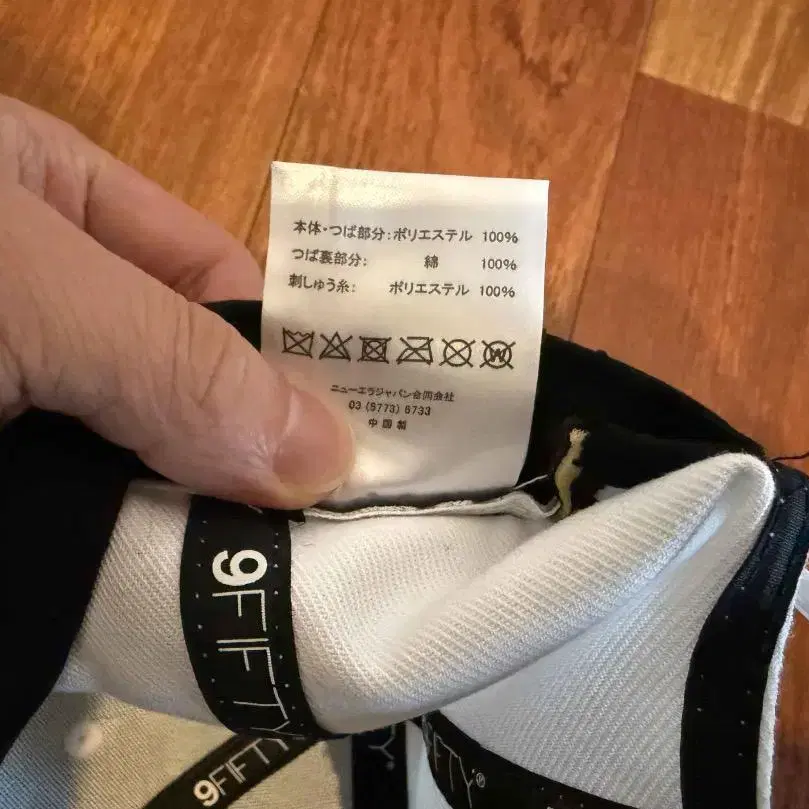 本体・つば部分:ポリエステル 100%
つば裏部分: 綿 100%
刺しゅう糸: ポリエステル 100%
W
ニューエラジャパン合同会社
03 (5773) 6733
中国製
9FIFTY
9FIFTY
FIFTY®